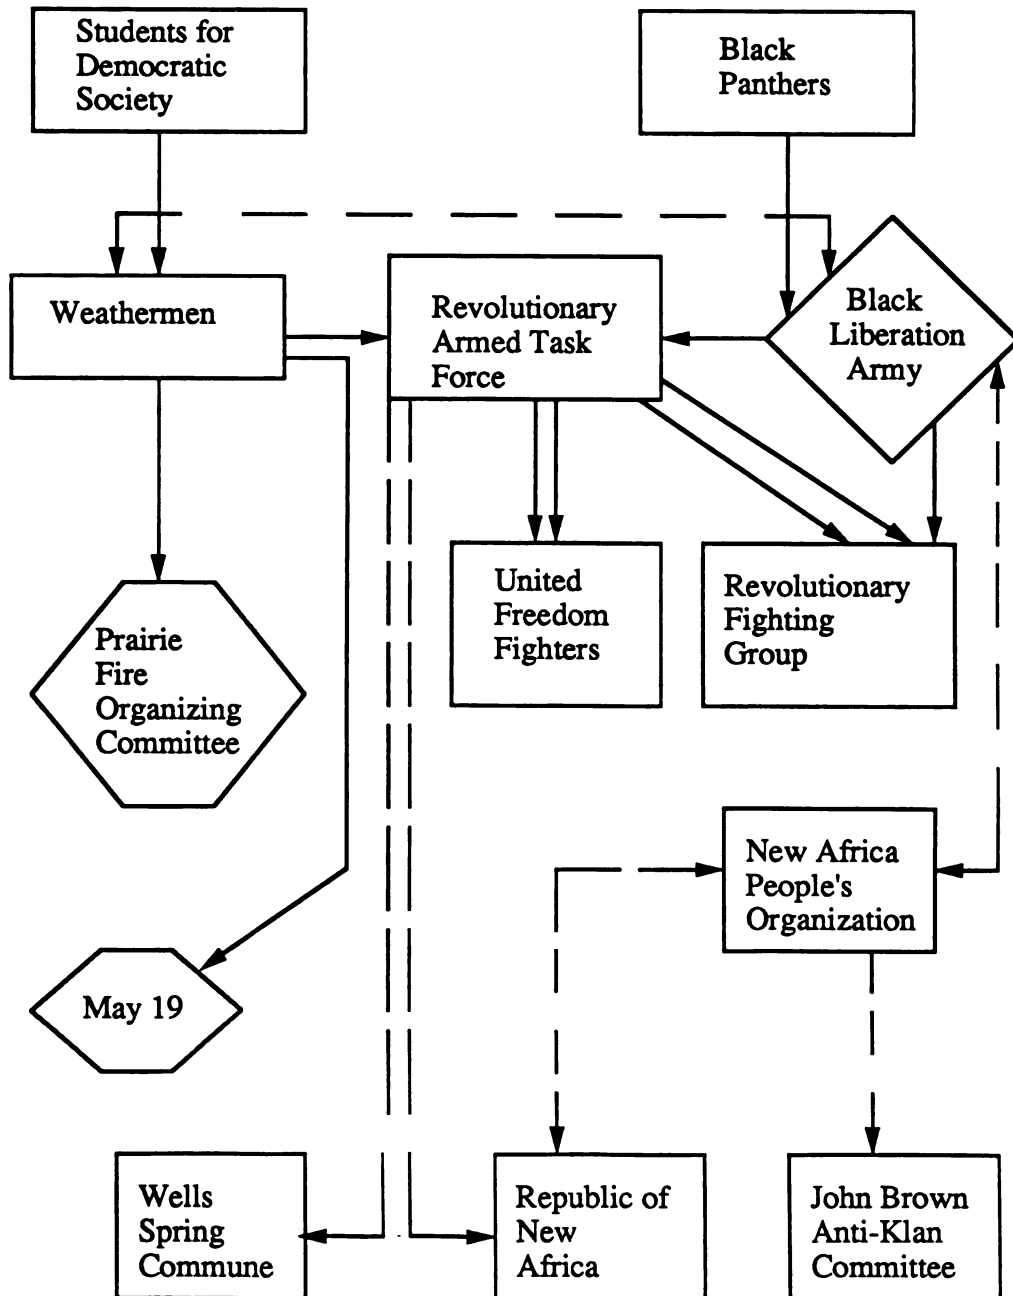 Students for
Democratic
Society
Black
Panthers
Weathermen
Revolutionary
Armed Task
Force
Black
Liberation
Army
United
Freedom
Fighters
Revolutionary
Fighting
Group
Prairie
Fire
Organizing
Committee
New Africa
People's
Organization
May 19
Wells
Spring
Commune
Republic of
New
Africa
John Brown
Anti-Klan
Committee